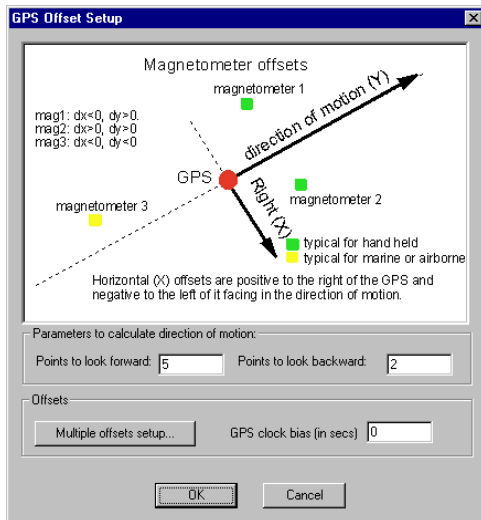 GPS Offset Setup
Magnetometer offsets
magnetometer 1
mag1: dx<0, dy>0.
mag2: dx>0, dy>0
mag3: dx<0, dy<0
direction of motion (Y)
GPS
Right (X)
magnetometer 2
magnetometer 3
typical for hand held
typical for marine or airborne
Horizontal (X) offsets are positive to the right of the GPS and
negative to the left of it facing in the direction of motion.
Parameters to calculate direction of motion:
Points to look forward: 5 Points to look backward: 2
Offsets
Multiple offsets setup... GPS clock bias (in secs) 0
OK Cancel